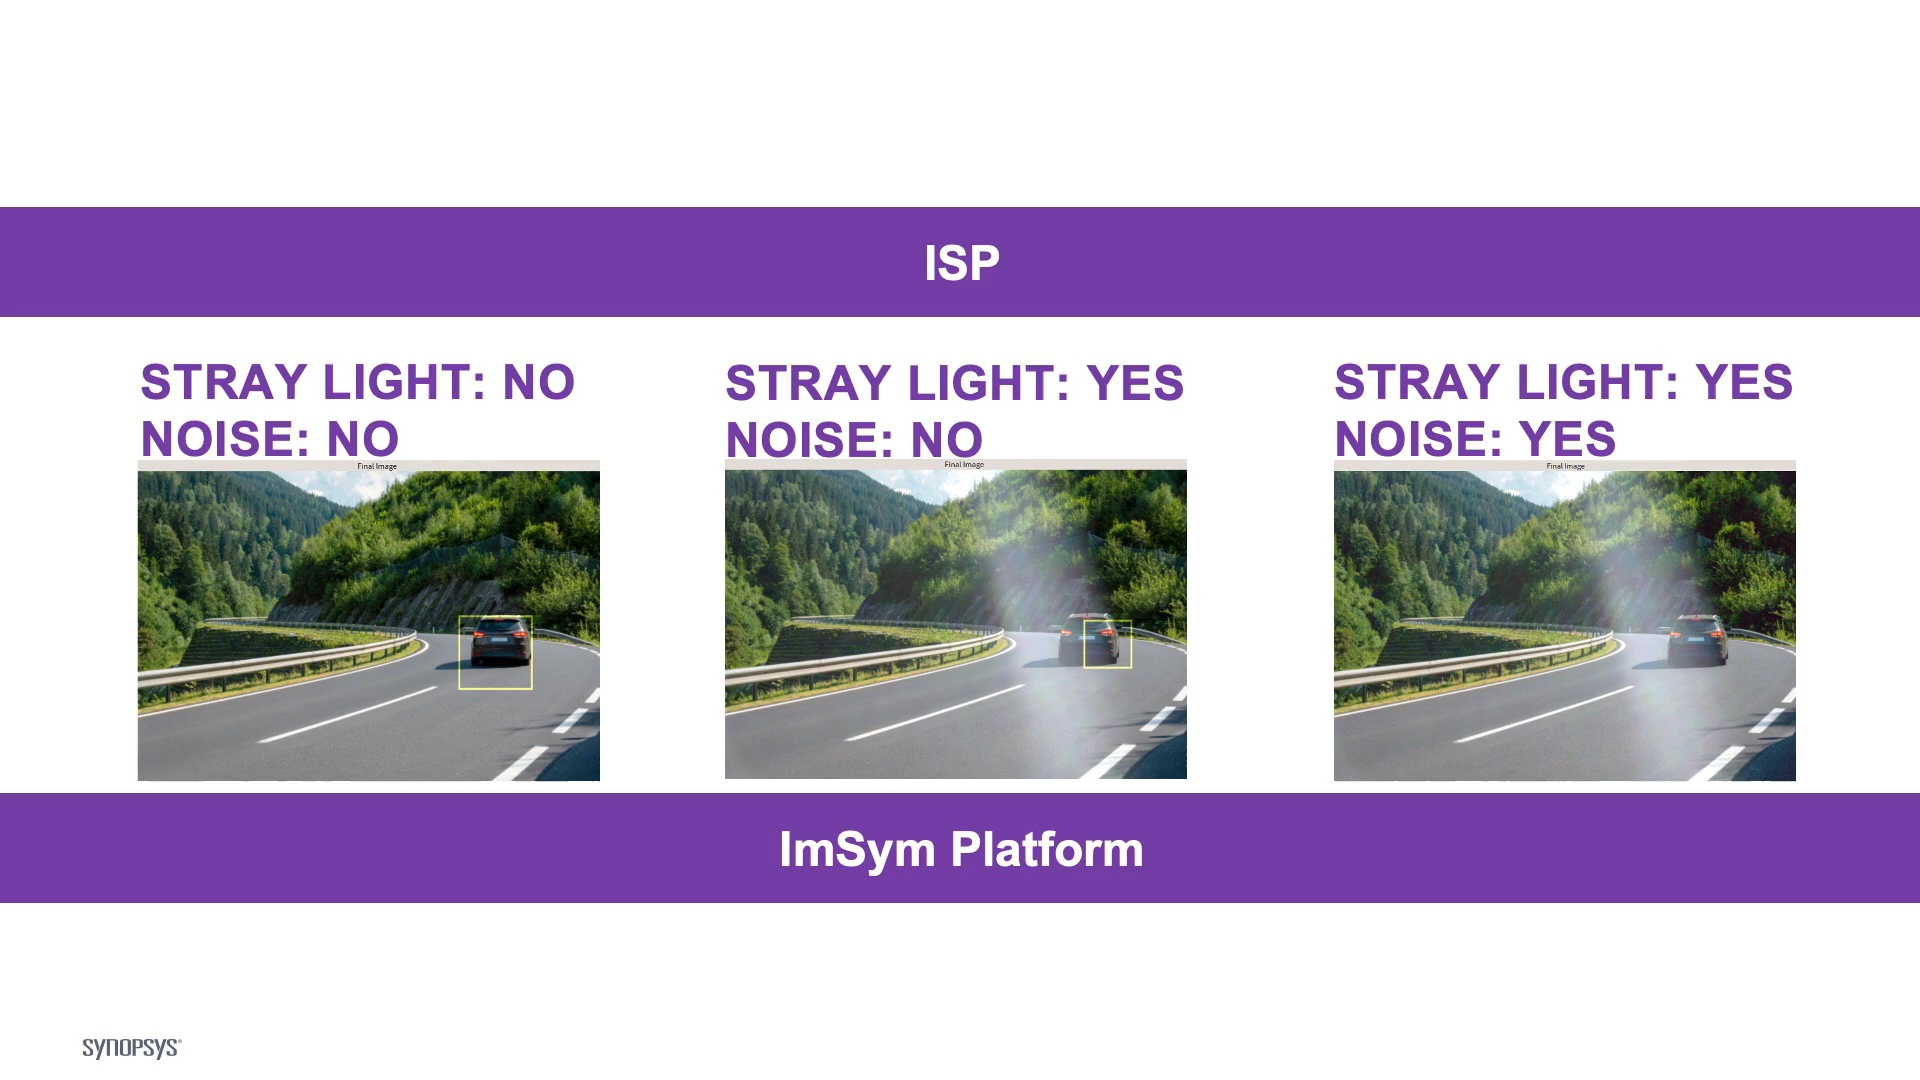 ISP
STRAY LIGHT: NO
NOISE: NO
Final Image
STRAY LIGHT: YES
NOISE: NO
Final Image
STRAY LIGHT: YES
NOISE: YES
Final Image
ImSym Platform
SYNOPSYS®